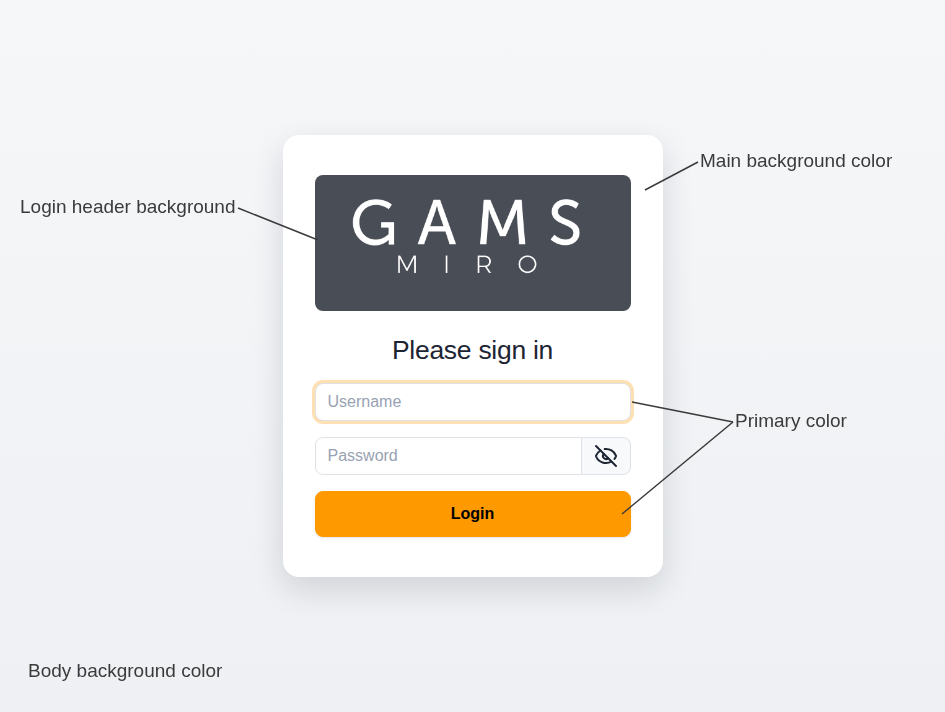 Main background color
Login header background
GAMS
MIRO
Please sign in
Username
Password
Primary color
Login
Body background color